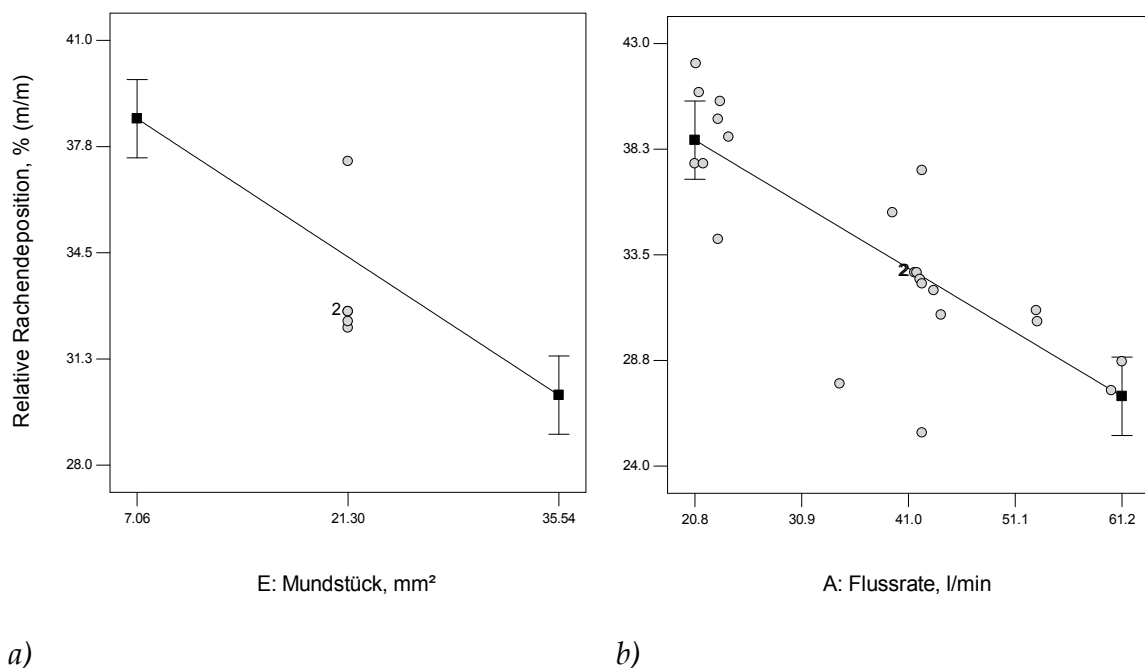 Relative Rachendeposition, % (m/m)
41.0
37.8
34.5
31.3
28.0
2
7.06 21.30 35.54
E: Mundstück, mm²
a)
43.0
38.3
33.5
28.8
24.0
2
20.8 30.9 41.0 51.1 61.2
A: Flussrate, l/min
b)